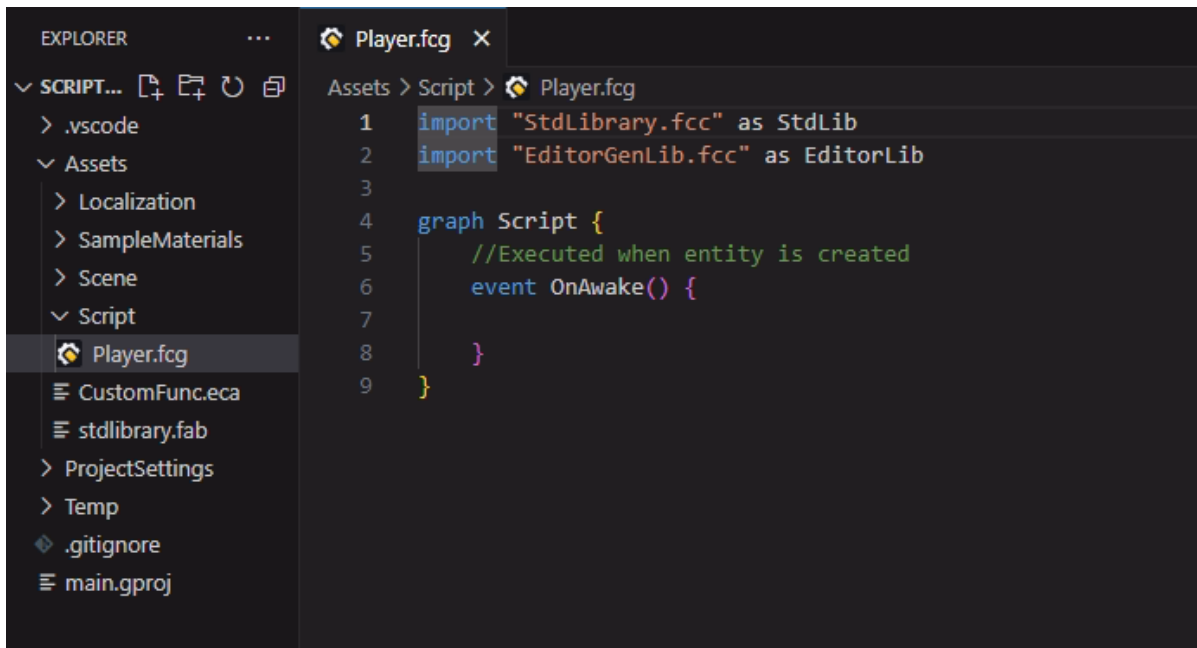 EXPLORER
SCRIPT...
.vscode
Assets
Localization
SampleMaterials
Scene
Script
Player.fcg
CustomFunc.eca
stdlibrary.fab
ProjectSettings
Temp
.gitignore
main.gproj
Player.fcg
Assets > Script > Player.fcg
1 import "StdLibrary.fcc" as StdLib
2 import "EditorGenLib.fcc" as EditorLib
3
4 graph Script {
5 //Executed when entity is created
6 event OnAwake() {
7
8 }
9 }